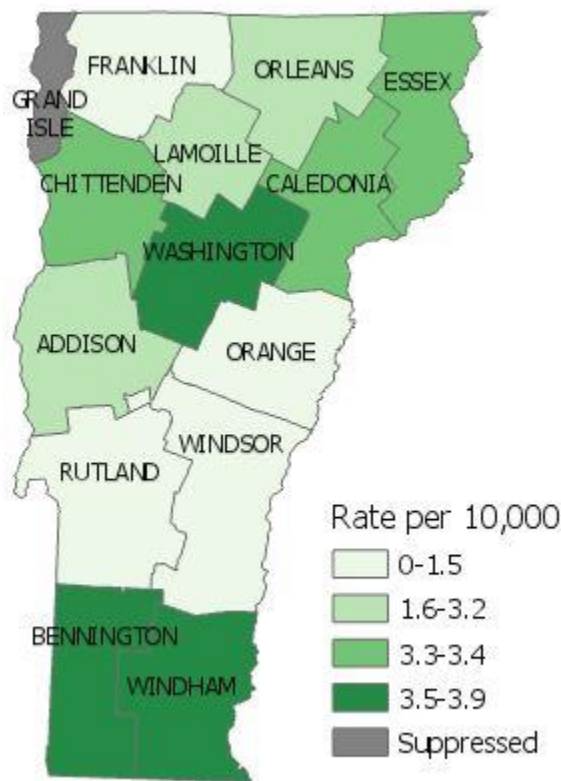 FRANKLIN
ORLEANS
ESSEX
GRAND
ISLE
LAMOILLE
CHITTENDEN
CALEDONIA
WASHINGTON
ADDISON
ORANGE
WINDSOR
RUTLAND
BENNINGTON
WINDHAM
Rate per 10,000
0-1.5
1.6-3.2
3.3-3.4
3.5-3.9
Suppressed